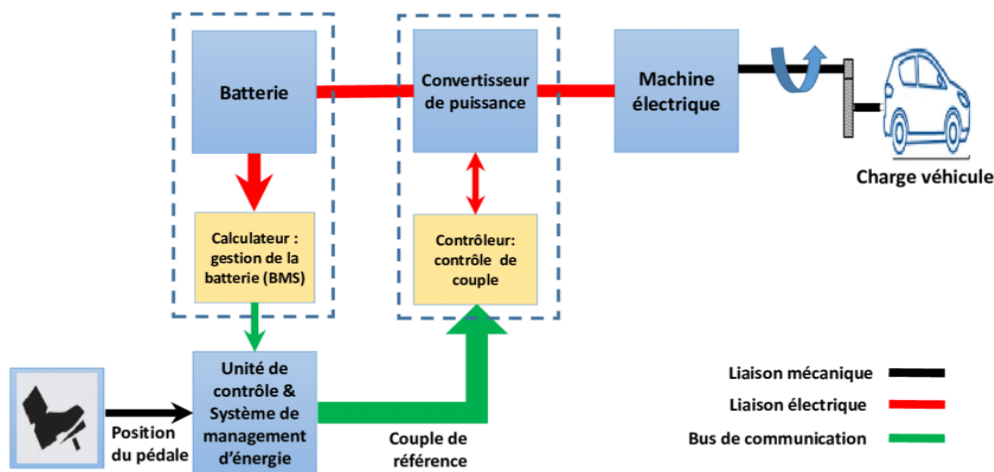 Batterie
Convertisseur
de puissance
Machine
électrique
Charge véhicule
Calculateur :
gestion de la
batterie (BMS)
Contrôleur:
contrôle de
couple
Unité de
contrôle &
Système de
management
d'énergie
Position
du pédale
Couple de
référence
Liaison mécanique
Liaison électrique
Bus de communication